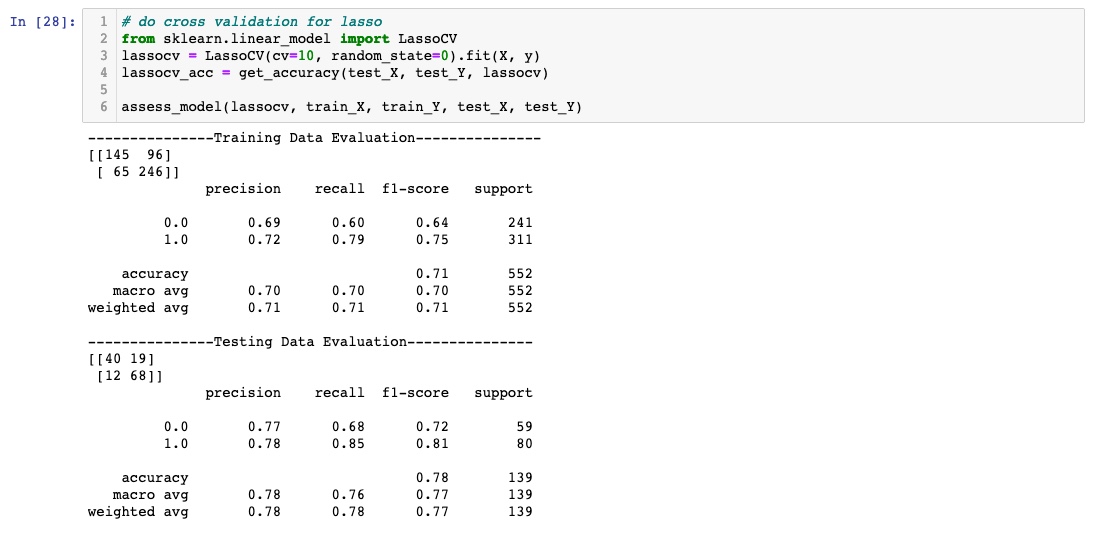 In [28]:
1 # do cross validation for lasso
2 from sklearn.linear_model import LassoCV
3 lassocv = LassoCV(cv=10, random_state=0).fit(X, y)
4 lassocv_acc = get_accuracy(test_X, test_Y, lassocv)
5
6 assess_model(lassocv, train_X, train_Y, test_X, test_Y)
---------------Training Data Evaluation---------------
[[145  96]
 [ 65 246]]
              precision    recall  f1-score   support
         0.0       0.69      0.60      0.64       241
         1.0       0.72      0.79      0.75       311
    accuracy                           0.71       552
   macro avg       0.70      0.70      0.70       552
weighted avg       0.71      0.71      0.71       552
---------------Testing Data Evaluation---------------
[[40 19]
 [12 68]]
              precision    recall  f1-score   support
         0.0       0.77      0.68      0.72        59
         1.0       0.78      0.85      0.81        80
    accuracy                           0.78       139
   macro avg       0.78      0.76      0.77       139
weighted avg       0.78      0.78      0.77       139